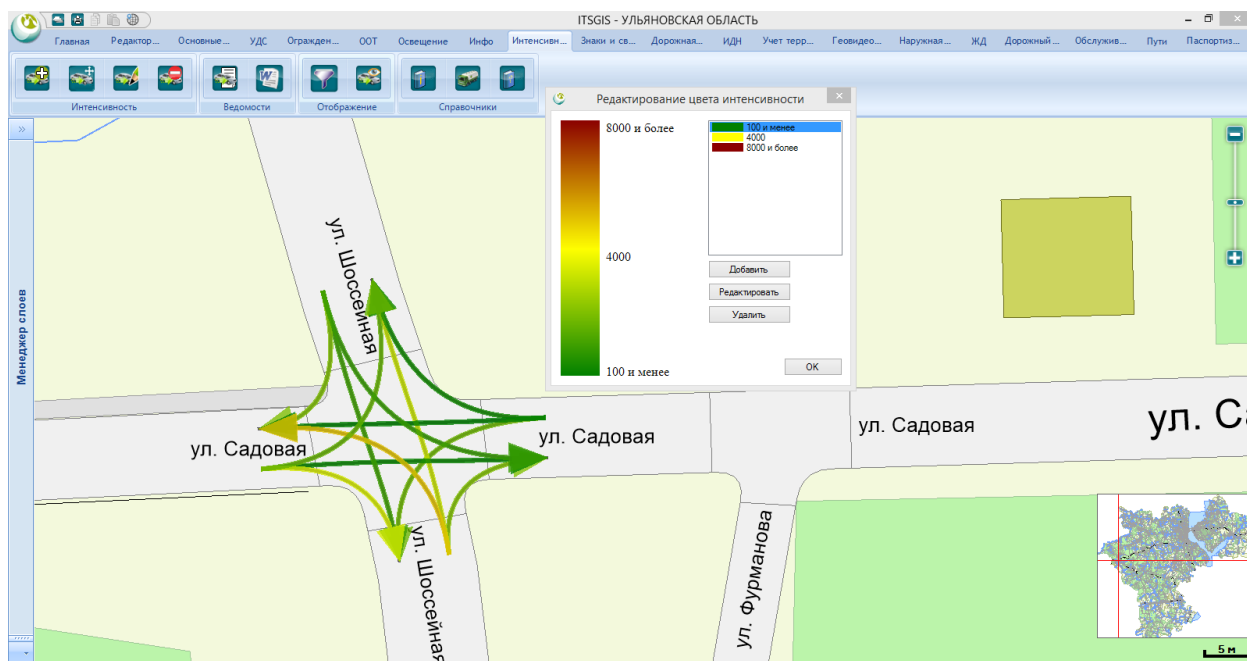 ITSGIS - УЛЬЯНОВСКАЯ ОБЛАСТЬ
Главная Редактор... Основные... УДС Огражден... ООТ Освещение Инфо Интенсивн... Знаки и св... Дорожная... ИДН Учет терр... Геовидео... Наружная... ЖД Дорожный... Обслужив... Пути Паспортиз...
Интенсивность Ведомости Отображение Справочники
Редактирование цвета интенсивности
8000 и более
4000
100 и менее
100 и менее
4000
8000 и более
Добавить
Редактировать
Удалить
OK
Менеджер слоев
ул. Шоссейная
ул. Садовая
ул. Садовая
ул. Садовая
ул. Са
ул. Шоссейная
ул. Фурманова
5 м